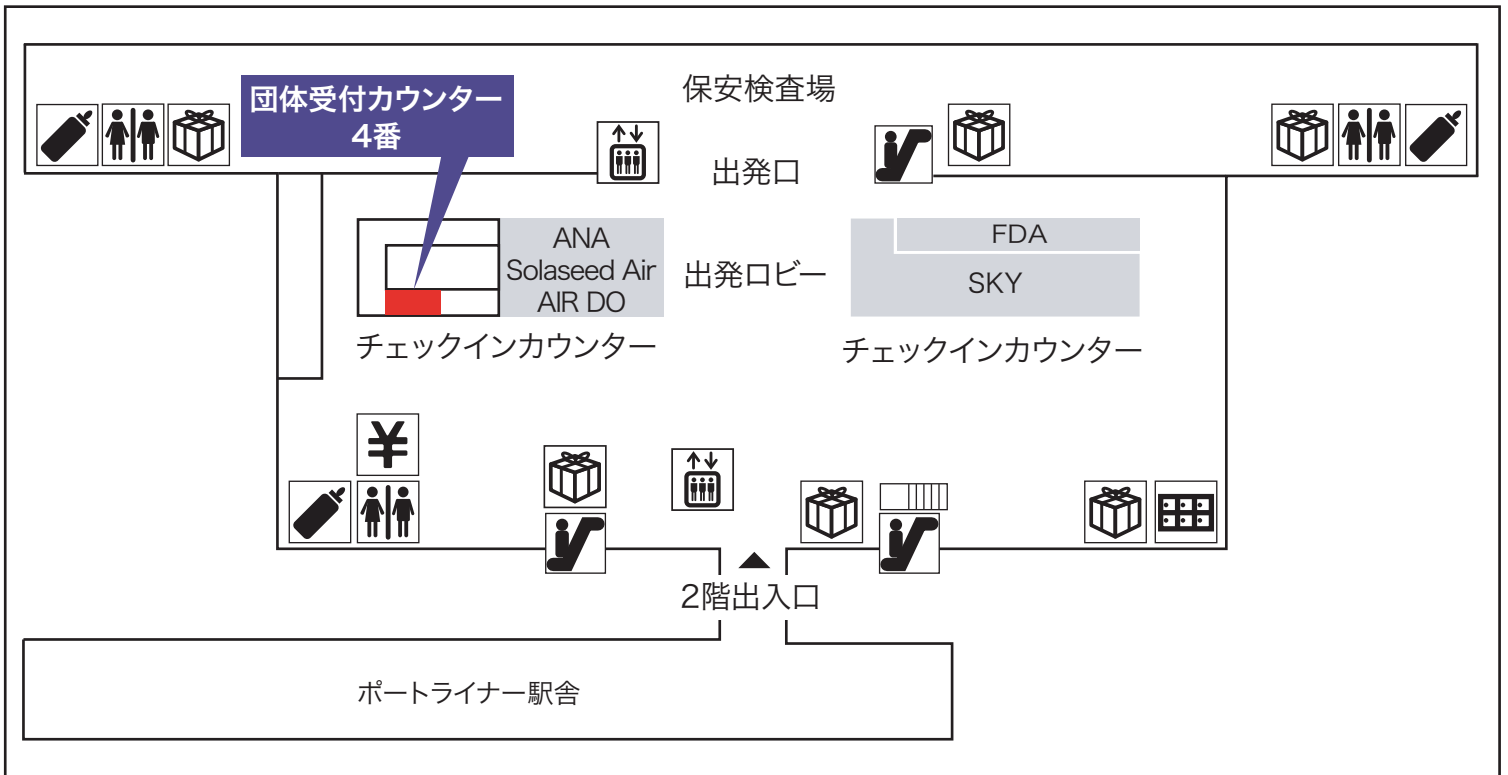 保安検査場
団体受付カウンター
4番
出発口
ANA
Solaseed Air
AIR DO
出発ロビー
FDA
SKY
チェックインカウンター
チェックインカウンター
¥
2階出入口
ポートライナー駅舎